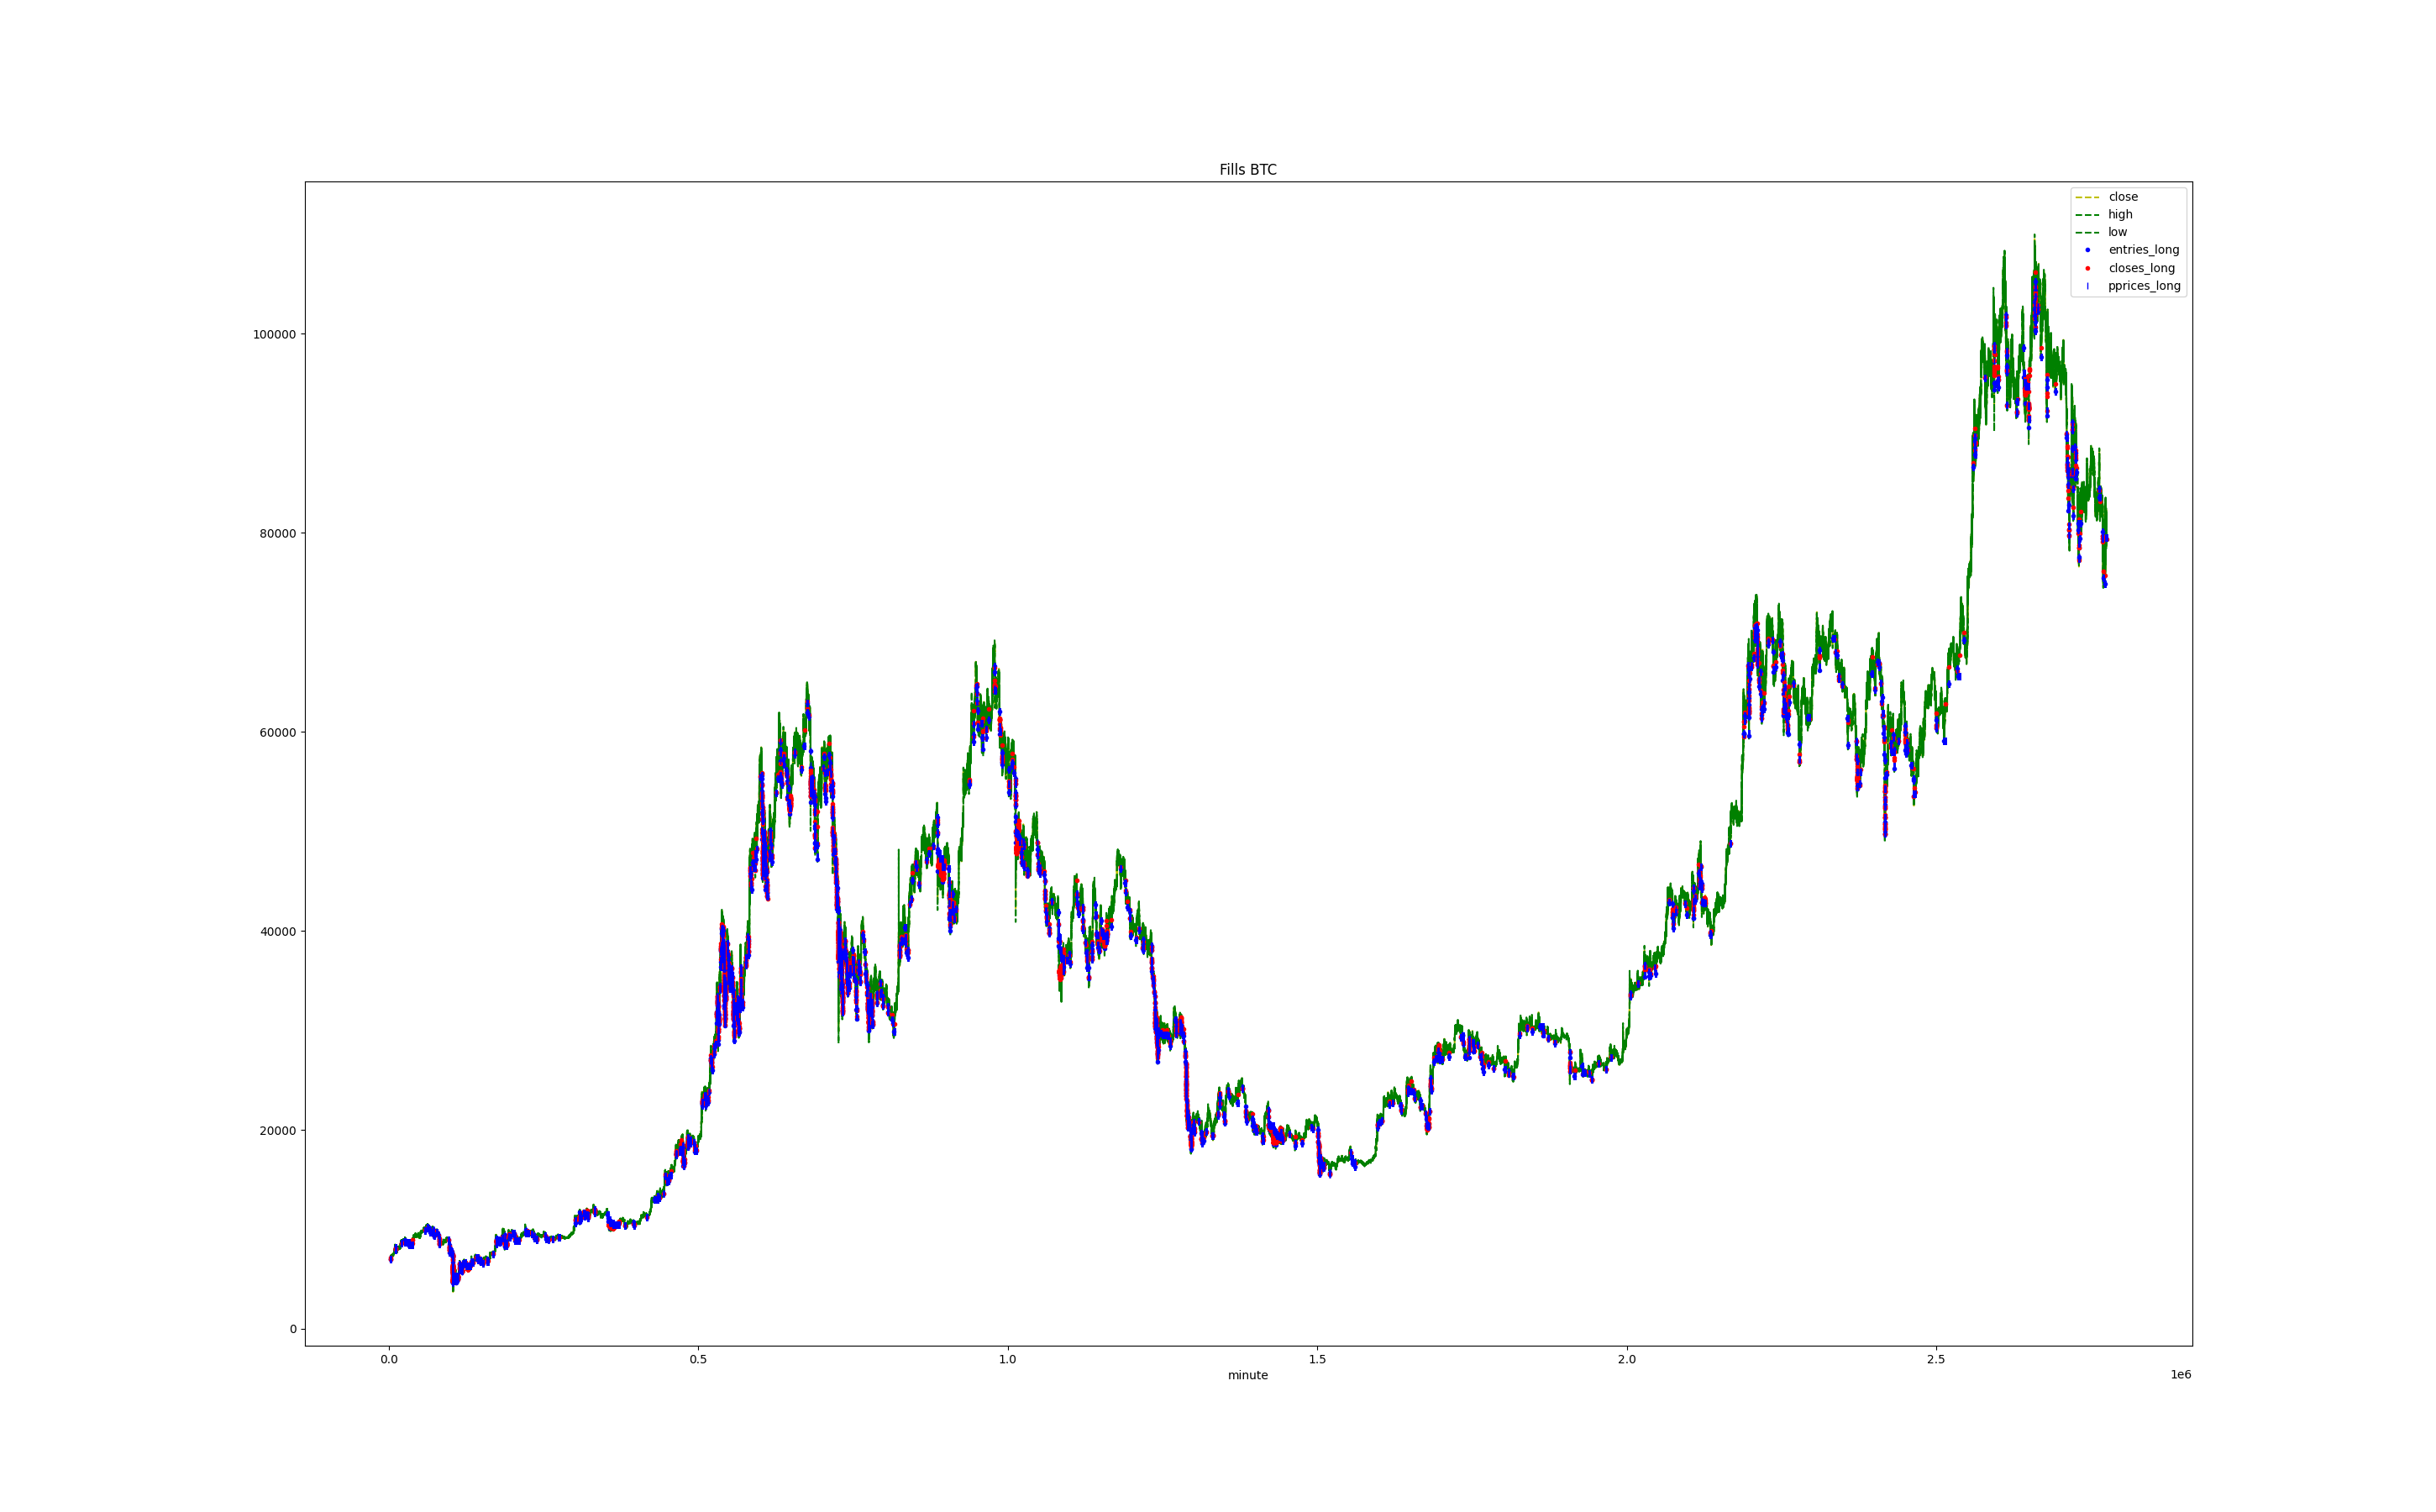 Fills BTC
close
high
low
entries_long
closes_long
pprices_long
100000
80000
60000
40000
20000
0
0.0 0.5 1.0 1.5 2.0 2.5
minute
1e6